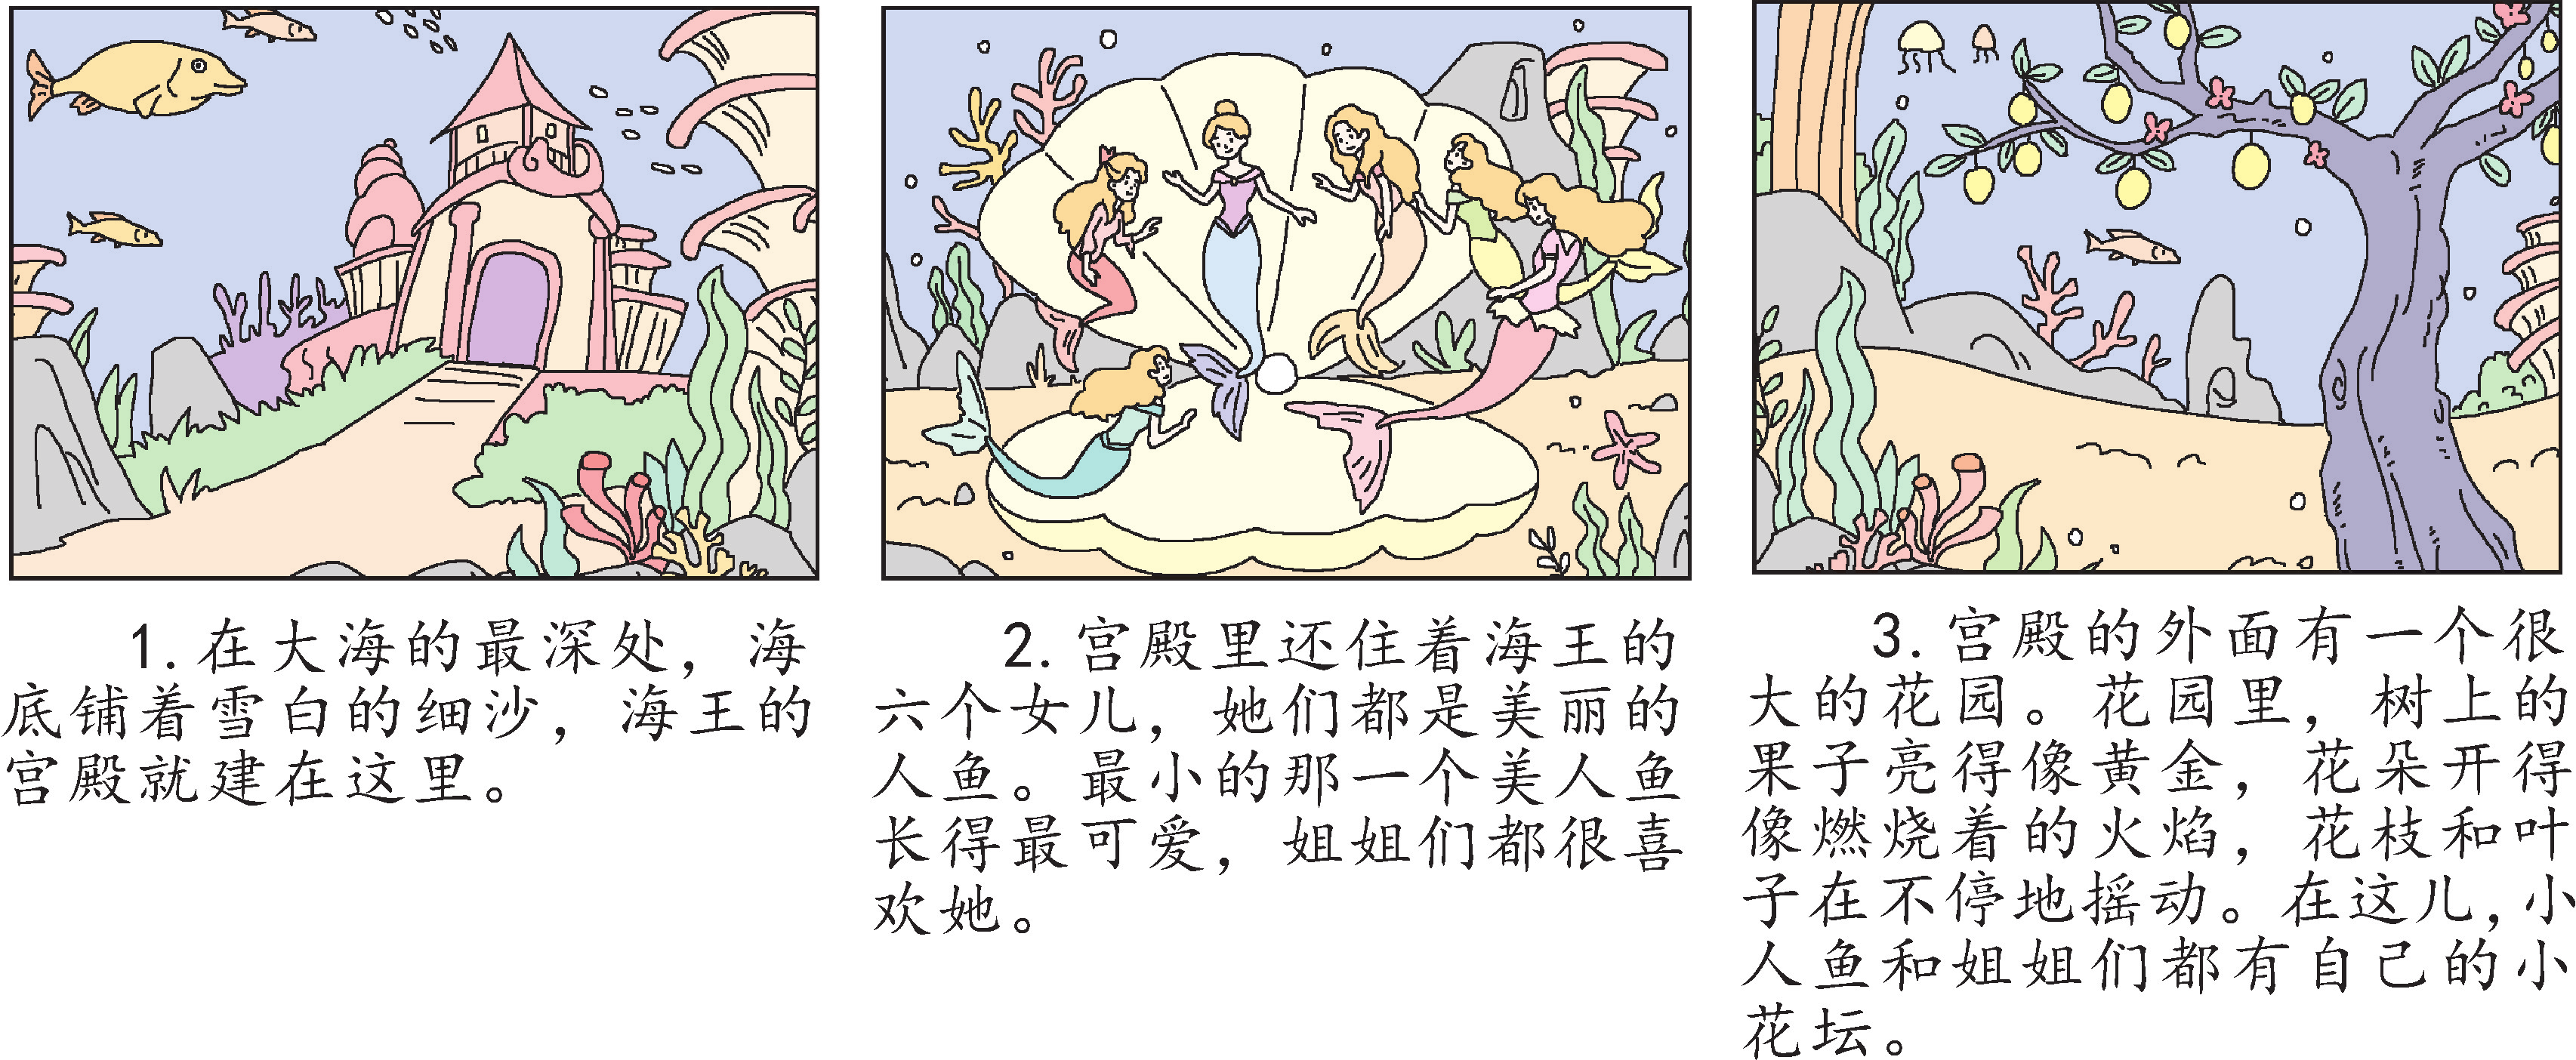 1.在大海的最深处，海
底铺着雪白的细沙，海王的
宫殿就建在这里。
2.宫殿里还住着海王的
六个女儿，她们都是美丽的
人鱼。最小的那一个美人鱼
长得最可爱，姐姐们都很喜
欢她。
3.宫殿的外面有一个很
大的花园。花园里，树上的
果子亮得像黄金，花朵开得
像燃烧着的火焰，花枝和叶
子在不停地摇动。在这儿,小
人鱼和姐姐们都有自己的小
花坛。